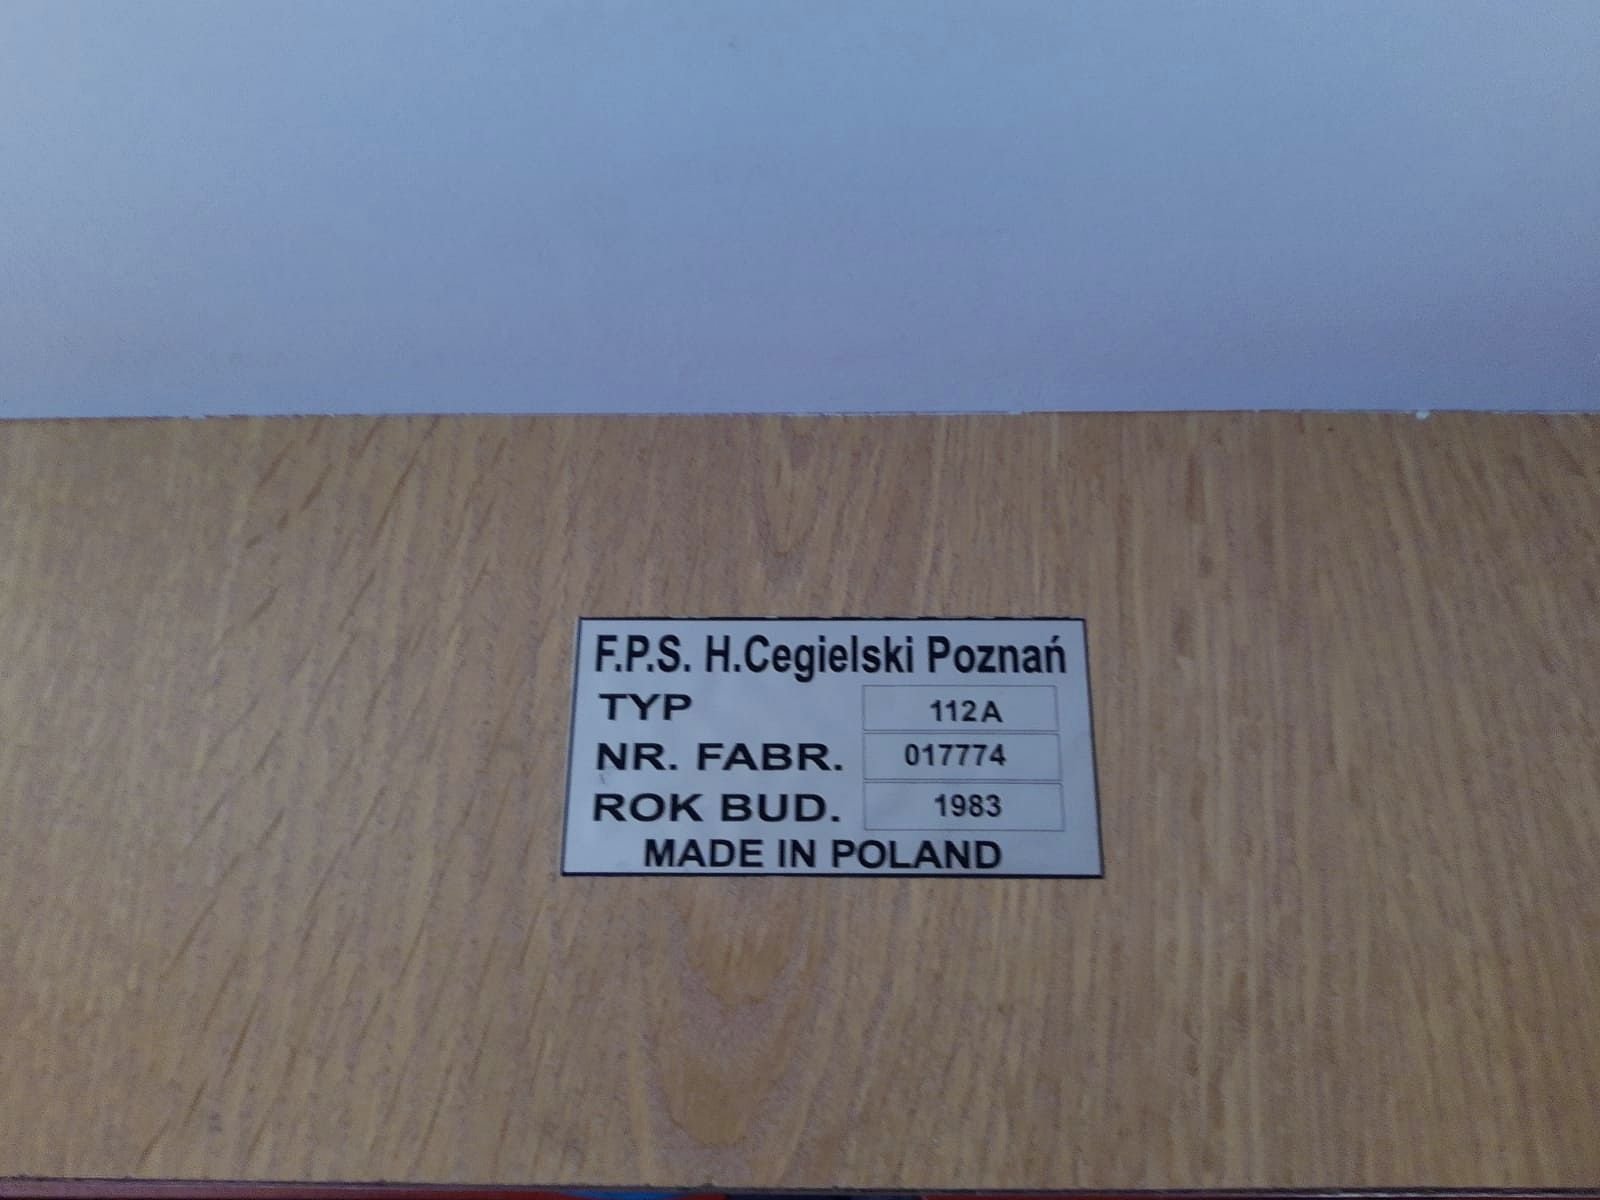 F.P.S. H.Cegielski Poznań
TYP 112A
NR. FABR. 017774
ROK BUD. 1983
MADE IN POLAND